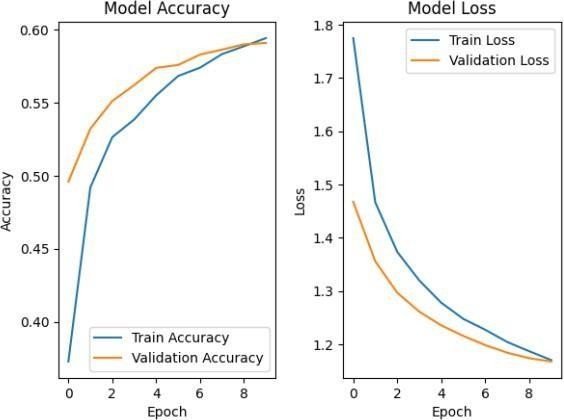 Model Accuracy
0.60
0.55
0.50
0.45
0.40
Accuracy
Train Accuracy
Validation Accuracy
0 2 4 6 8
Epoch
Model Loss
1.8
1.7
1.6
1.5
1.4
1.3
1.2
Loss
Train Loss
Validation Loss
0 2 4 6 8
Epoch